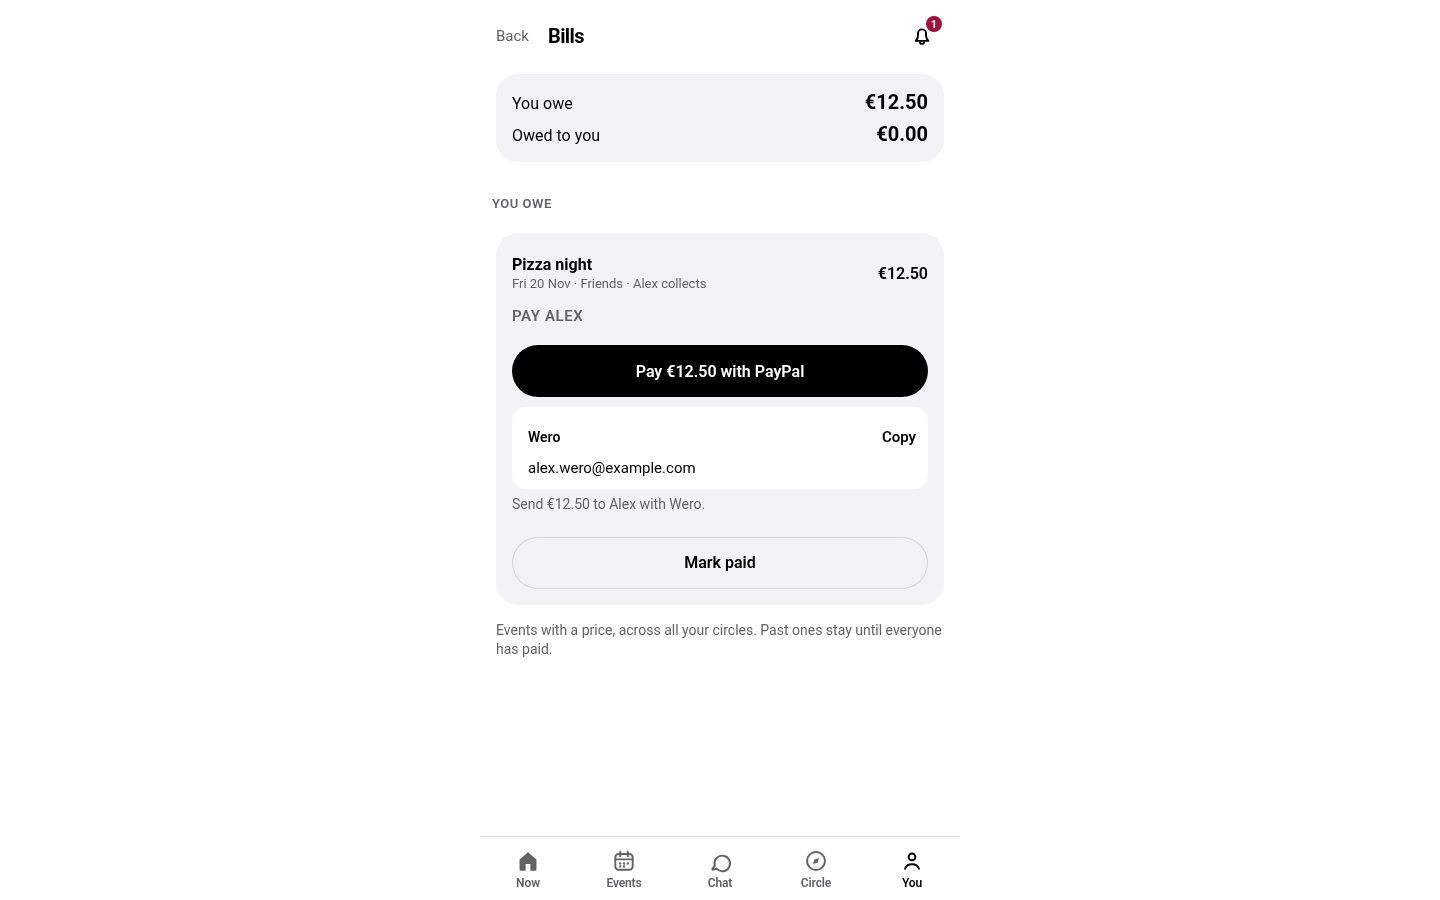 Back
Bills
1
You owe
€12.50
Owed to you
€0.00
YOU OWE
Pizza night
€12.50
Fri 20 Nov · Friends · Alex collects
PAY ALEX
Pay €12.50 with PayPal
Wero
Copy
alex.wero@example.com
Send €12.50 to Alex with Wero.
Mark paid
Events with a price, across all your circles. Past ones stay until everyone
has paid.
Now
Events
Chat
Circle
You